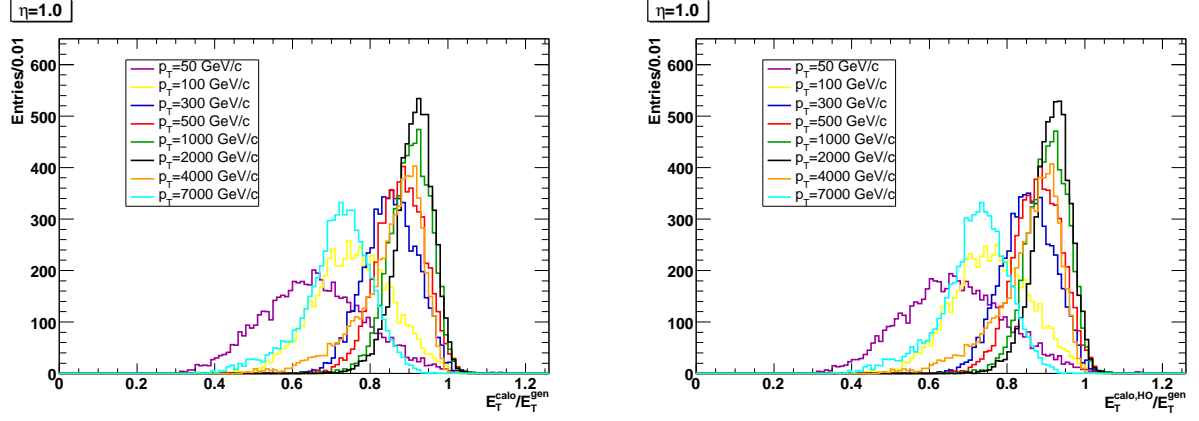 η=1.0
Entries/0.01
600
500
400
300
200
100
0
p_T=50 GeV/c
p_T=100 GeV/c
p_T=300 GeV/c
p_T=500 GeV/c
p_T=1000 GeV/c
p_T=2000 GeV/c
p_T=4000 GeV/c
p_T=7000 GeV/c
0 0.2 0.4 0.6 0.8 1 1.2
E_T^calo/E_T^gen
η=1.0
Entries/0.01
600
500
400
300
200
100
0
p_T=50 GeV/c
p_T=100 GeV/c
p_T=300 GeV/c
p_T=500 GeV/c
p_T=1000 GeV/c
p_T=2000 GeV/c
p_T=4000 GeV/c
p_T=7000 GeV/c
0 0.2 0.4 0.6 0.8 1 1.2
E_T^calo,HO/E_T^gen